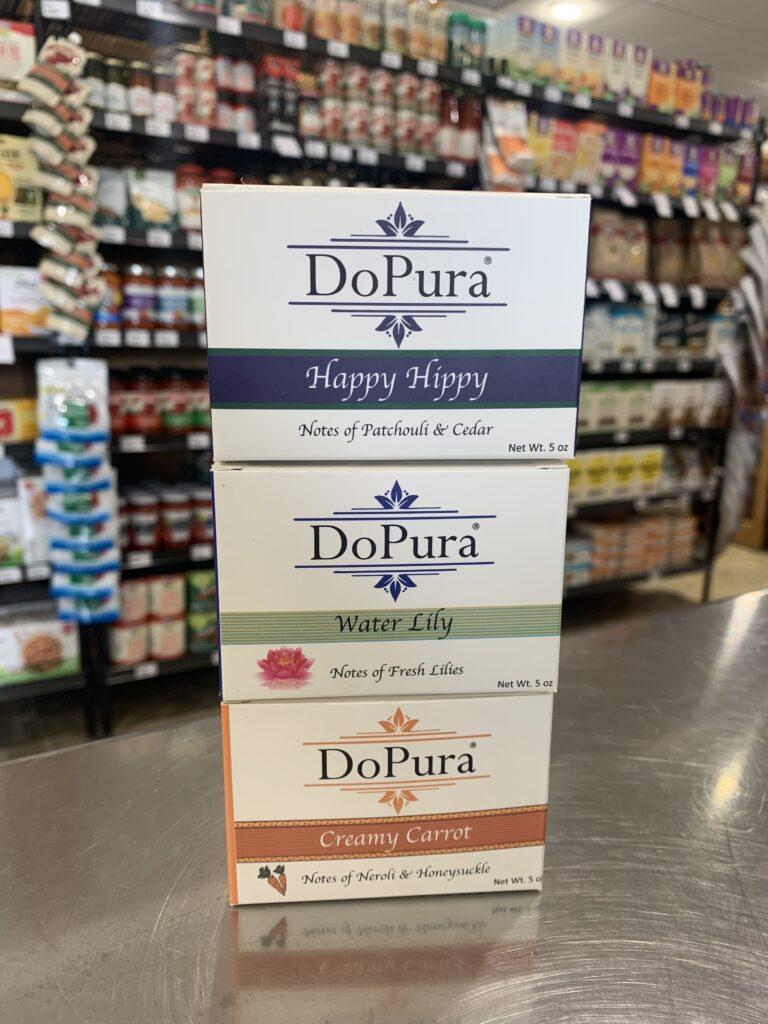 DoPura®
Happy Hippy
Notes of Patchouli & Cedar
Net Wt. 5 oz
DoPura®
Water Lily
Notes of Fresh Lilies
Net Wt. 5 oz
DoPura®
Creamy Carrot
Notes of Neroli & Honeysuckle
Net Wt. 5 o